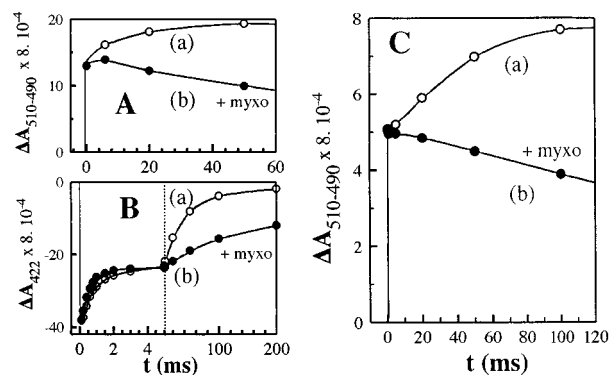 20
(a)
ΔA510-490 x 8. 10-4
10
A
(b)
+ myxo
0
0 20 40 60
0
B
(a)
ΔA422 x 8. 10-4
-20
+ myxo
(b)
-40
0 2 4 100 200
t (ms)
8
C
(a)
ΔA510-490 x 8. 10-4
6
+ myxo
4
(b)
2
0 20 40 60 80 100 120
t (ms)